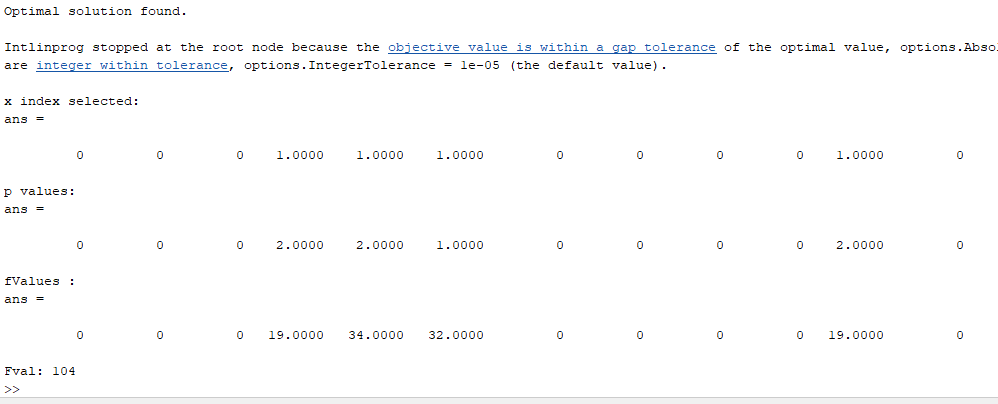 Optimal solution found.
Intlinprog stopped at the root node because the objective value is within a gap tolerance of the optimal value, options.Abso
are integer within tolerance, options.IntegerTolerance = 1e-05 (the default value).
x index selected:
ans =
0 0 0 1.0000 1.0000 1.0000 0 0 0 0 1.0000 0
p values:
ans =
0 0 0 2.0000 2.0000 1.0000 0 0 0 0 2.0000 0
fValues :
ans =
0 0 0 19.0000 34.0000 32.0000 0 0 0 0 19.0000 0
Fval: 104
>>